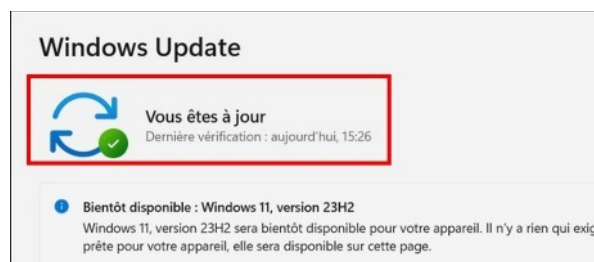 Windows Update
Vous êtes à jour
Dernière vérification : aujourd'hui, 15:26
Bientôt disponible : Windows 11, version 23H2
Windows 11, version 23H2 sera bientôt disponible pour votre appareil. Il n'y a rien qui exig
prête pour votre appareil, elle sera disponible sur cette page.